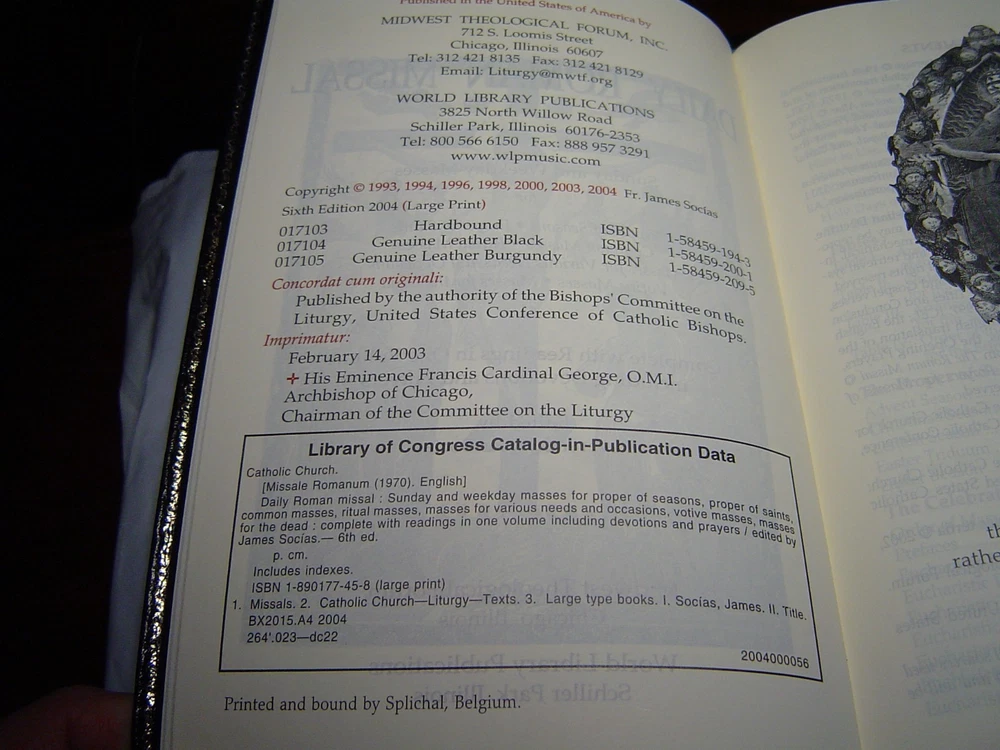 Published in the United States of America by
MIDWEST THEOLOGICAL FORUM, INC.
712 S. Loomis Street
Chicago, Illinois 60607
Tel: 312 421 8135 Fax: 312 421 8129
Email: Liturgy@mwtf.org
WORLD LIBRARY PUBLICATIONS
3825 North Willow Road
Schiller Park, Illinois 60176-2353
Tel: 800 566 6150 Fax: 888 957 3291
www.wlpmusic.com
Copyright © 1993, 1994, 1996, 1998, 2000, 2003, 2004 Fr. James Socías
Sixth Edition 2004 (Large Print)
017103 Hardbound ISBN 1-58459-194-3
017104 Genuine Leather Black ISBN 1-58459-200-1
017105 Genuine Leather Burgundy ISBN 1-58459-209-5
Concordat cum originali:
Published by the authority of the Bishops' Committee on the
Liturgy, United States Conference of Catholic Bishops.
Imprimatur:
February 14, 2003
✛ His Eminence Francis Cardinal George, O.M.I.
Archbishop of Chicago,
Chairman of the Committee on the Liturgy
Library of Congress Catalog-in-Publication Data
Catholic Church.
[Missale Romanum (1970). English]
Daily Roman missal : Sunday and weekday masses for proper of seasons, proper of saints,
common masses, ritual masses, masses for various needs and occasions, votive masses, masses
for the dead : complete with readings in one volume including devotions and prayers / edited by
James Socías.— 6th ed.
p. cm.
Includes indexes.
ISBN 1-890177-45-8 (large print)
1. Missals. 2. Catholic Church—Liturgy—Texts. 3. Large type books. I. Socías, James. II. Title.
BX2015.A4 2004
264'.023—dc22
2004000056
Printed and bound by Splichal, Belgium.